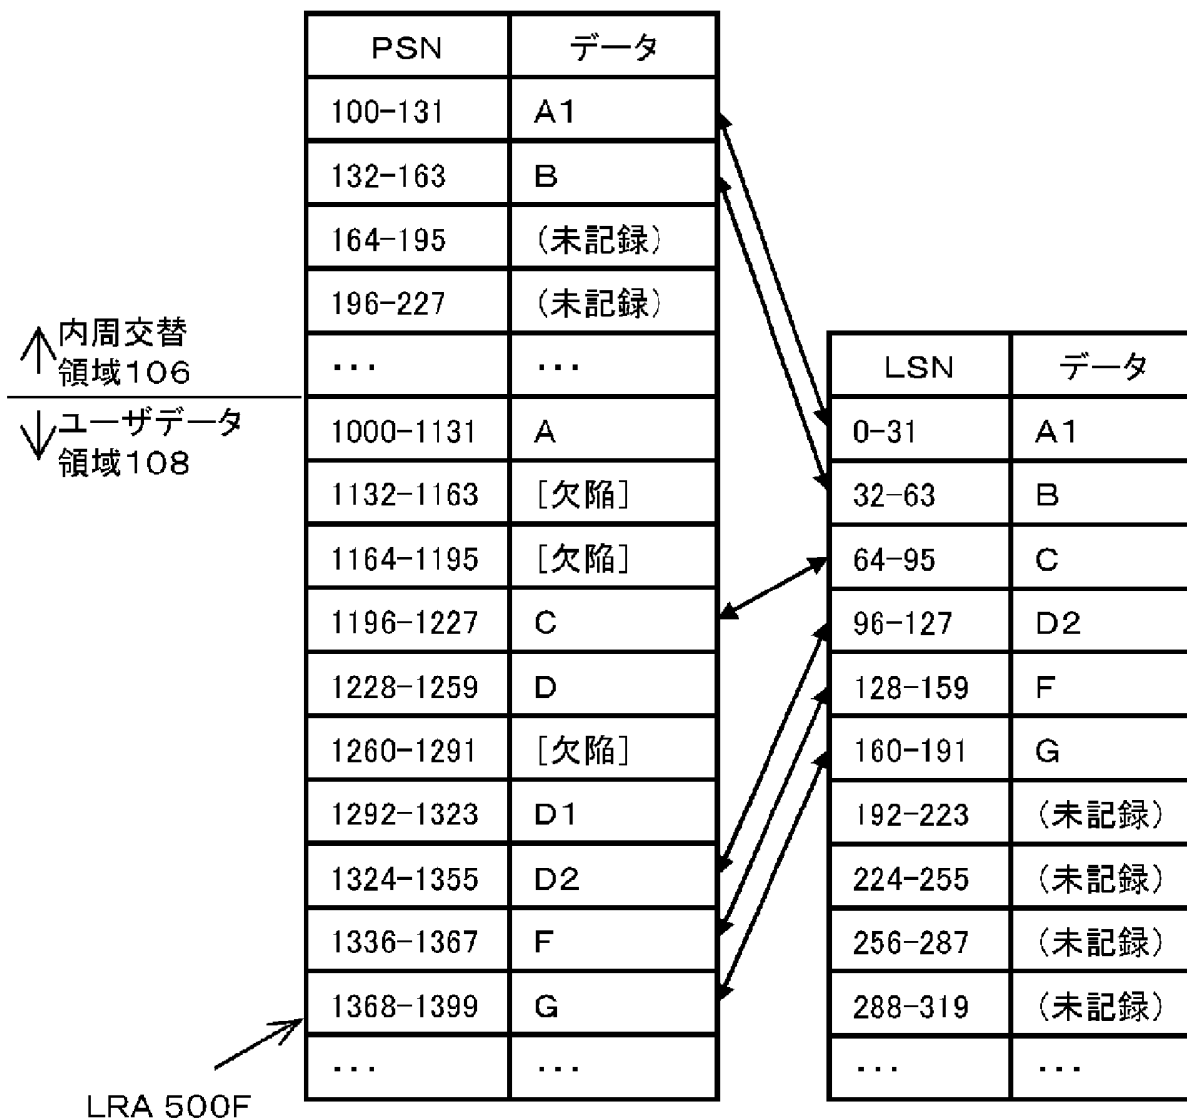 PSN データ
100-131 A1
132-163 B
164-195 (未記録)
196-227 (未記録)
... ...
1000-1131 A
1132-1163 [欠陥]
1164-1195 [欠陥]
1196-1227 C
1228-1259 D
1260-1291 [欠陥]
1292-1323 D1
1324-1355 D2
1336-1367 F
1368-1399 G
... ...
内周交替
領域106
ユーザデータ
領域108
LRA 500F
LSN データ
0-31 A1
32-63 B
64-95 C
96-127 D2
128-159 F
160-191 G
192-223 (未記録)
224-255 (未記録)
256-287 (未記録)
288-319 (未記録)
... ...